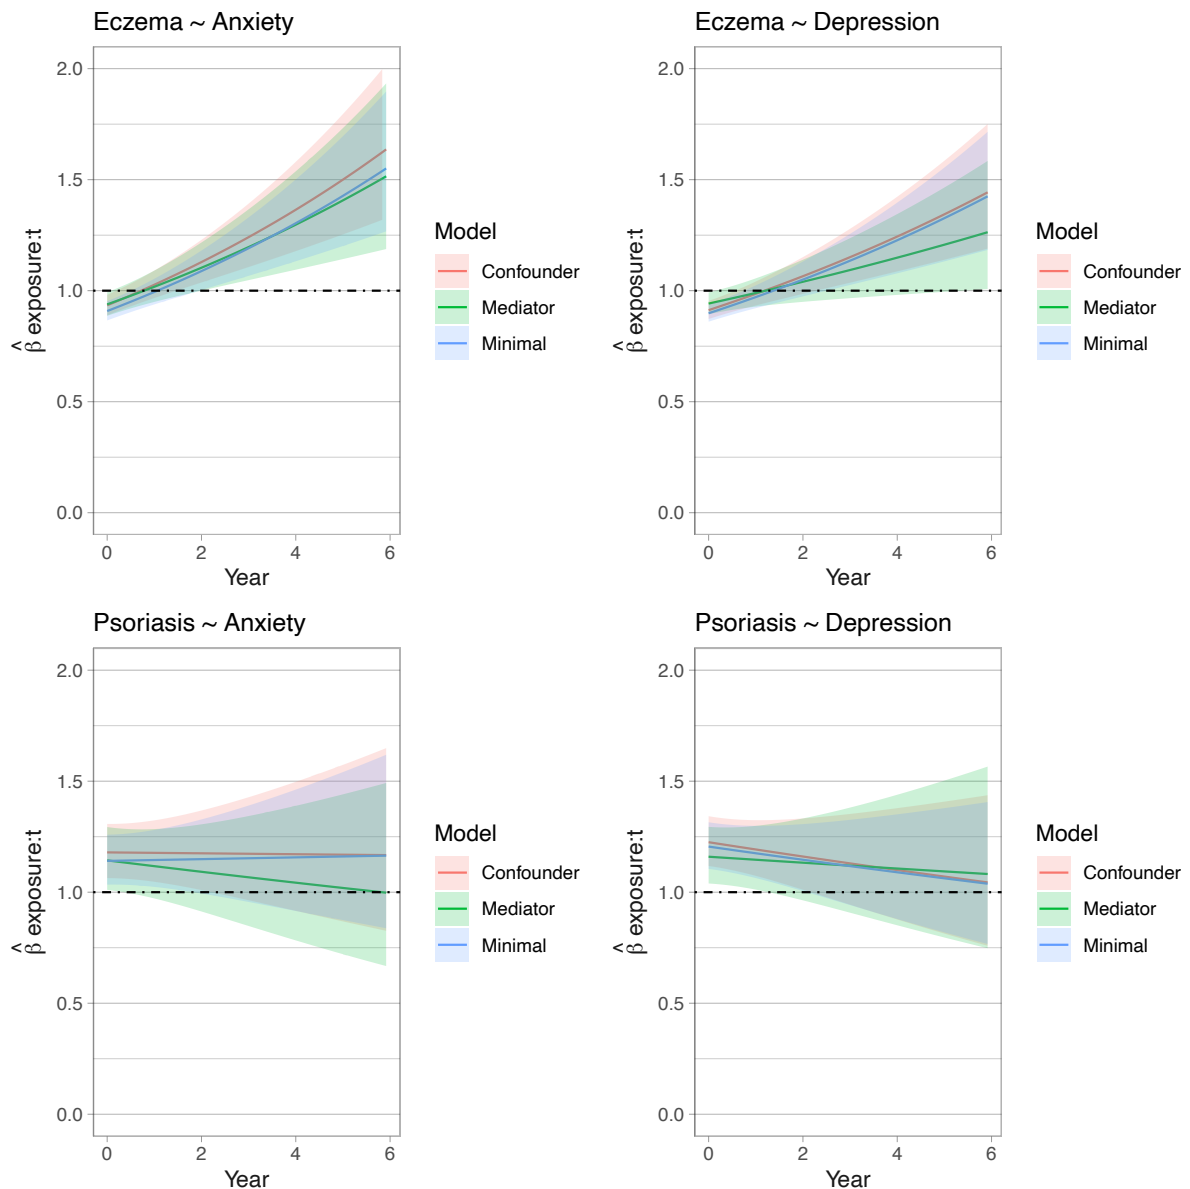 Eczema ~ Anxiety
2.0
1.5
1.0
0.5
0.0
0 2 4 6
Year
β̂ exposure:t
Model
Confounder
Mediator
Minimal
Eczema ~ Depression
2.0
1.5
1.0
0.5
0.0
0 2 4 6
Year
β̂ exposure:t
Model
Confounder
Mediator
Minimal
Psoriasis ~ Anxiety
2.0
1.5
1.0
0.5
0.0
0 2 4 6
Year
β̂ exposure:t
Model
Confounder
Mediator
Minimal
Psoriasis ~ Depression
2.0
1.5
1.0
0.5
0.0
0 2 4 6
Year
β̂ exposure:t
Model
Confounder
Mediator
Minimal